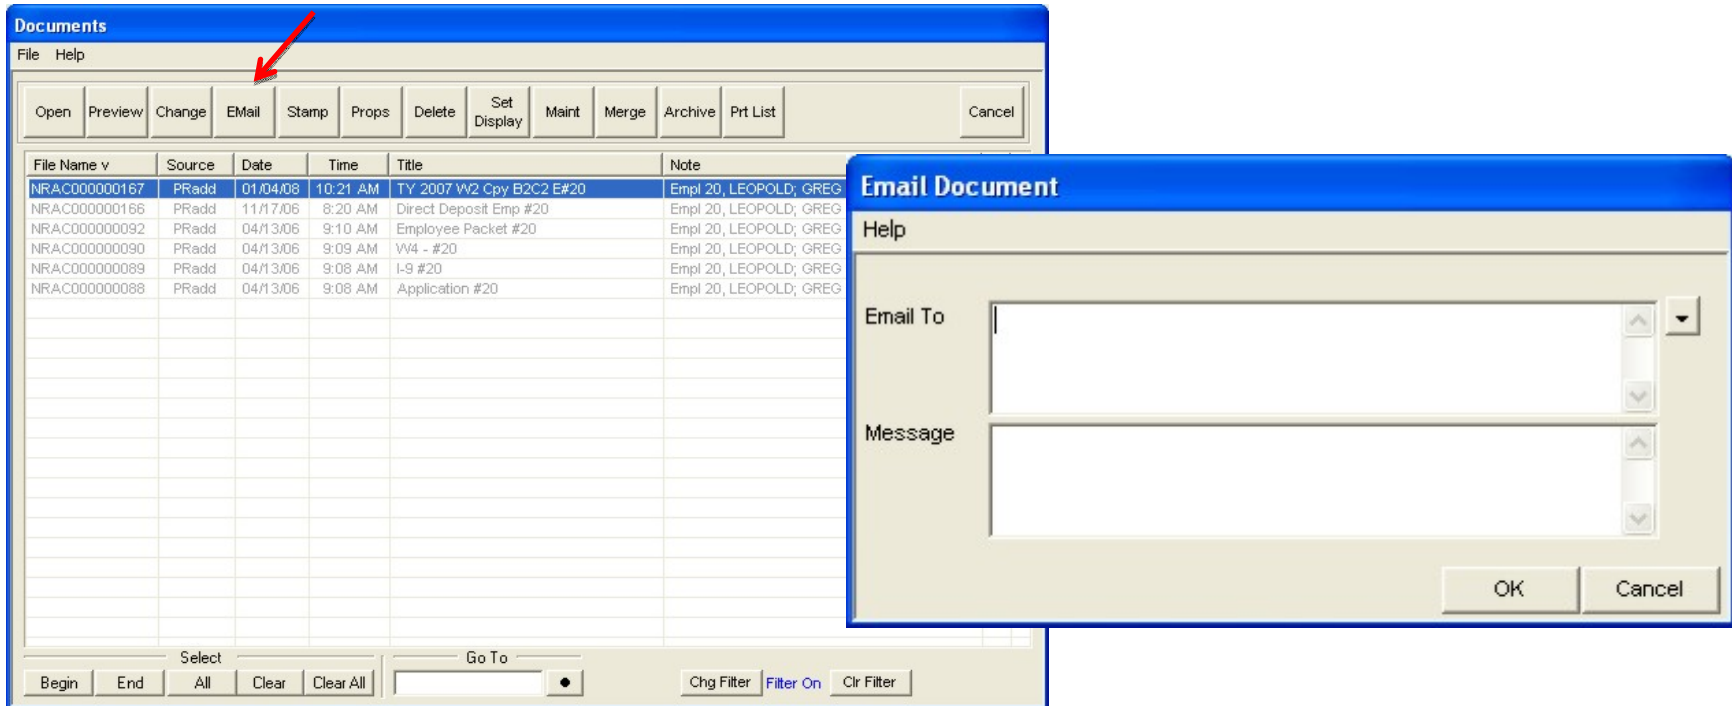 Documents
File Help
Open Preview Change EMail Stamp Props Delete Set Display Maint Merge Archive Prt List Cancel
File Name v Source Date Time Title Note
NRAC000000167 PRadd 01/04/08 10:21 AM TY 2007 W2 Cpy B2C2 E#20 Empl 20, LEOPOLD; GREG
NRAC000000166 PRadd 11/17/06 8:20 AM Direct Deposit Emp #20 Empl 20, LEOPOLD; GREG
NRAC000000092 PRadd 04/13/06 9:10 AM Employee Packet #20 Empl 20, LEOPOLD; GREG
NRAC000000090 PRadd 04/13/06 9:09 AM W4 - #20 Empl 20, LEOPOLD; GREG
NRAC000000089 PRadd 04/13/06 9:08 AM I-9 #20 Empl 20, LEOPOLD; GREG
NRAC000000088 PRadd 04/13/06 9:08 AM Application #20 Empl 20, LEOPOLD; GREG
Select Go To
Begin End All Clear Clear All Chg Filter Filter On Clr Filter
Email Document
Help
Email To
Message
OK Cancel